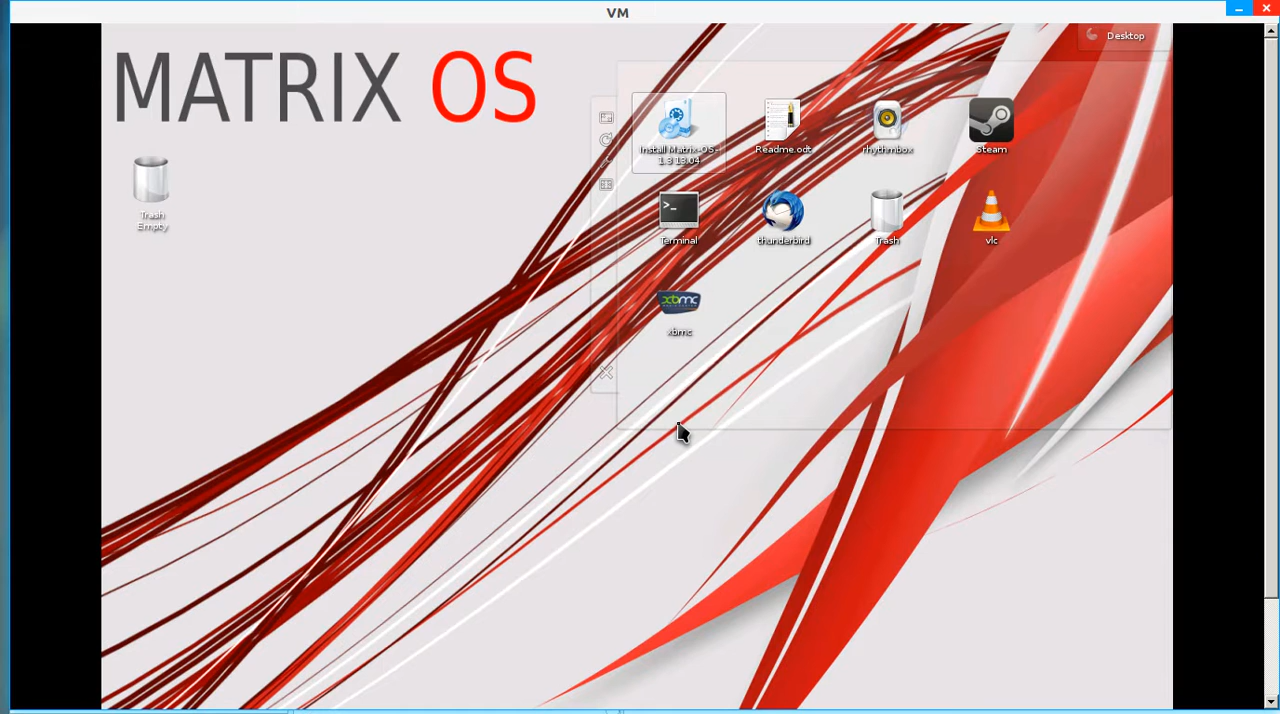 VM
MATRIX OS
Desktop
Install Matrix-OS-
1.3 13.04
Readme.odt
rhythmbox
Steam
Trash
Empty
>_
Terminal
thunderbird
Trash
vlc
xbmc
xbmc